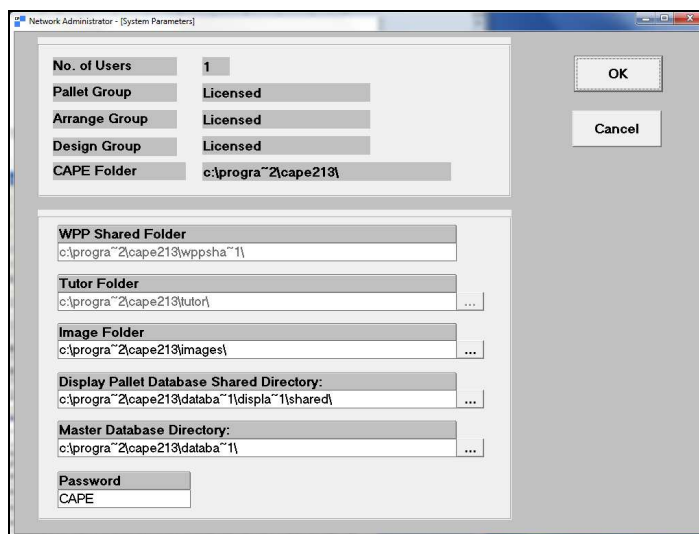 Network Administrator - [System Parameters]
No. of Users 1
Pallet Group Licensed
Arrange Group Licensed
Design Group Licensed
CAPE Folder c:\progra~2\cape213\
OK
Cancel
WPP Shared Folder
c:\progra~2\cape213\wppsha~1\
Tutor Folder
c:\progra~2\cape213\tutor\
...
Image Folder
c:\progra~2\cape213\images\
...
Display Pallet Database Shared Directory:
c:\progra~2\cape213\databa~1\displa~1\shared\
...
Master Database Directory:
c:\progra~2\cape213\databa~1\
...
Password
CAPE